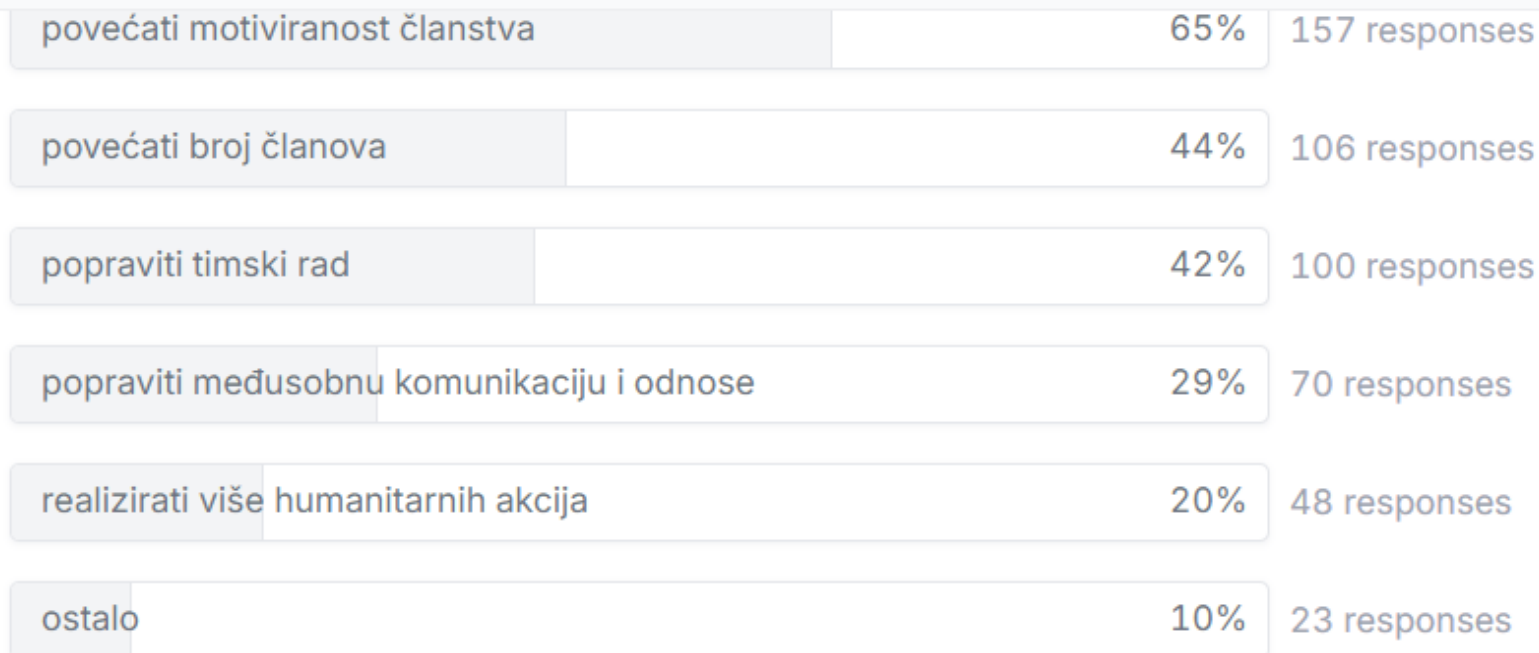 povećati motiviranost članstva 65% 157 responses
povećati broj članova 44% 106 responses
popraviti timski rad 42% 100 responses
popraviti međusobnu komunikaciju i odnose 29% 70 responses
realizirati više humanitarnih akcija 20% 48 responses
ostalo 10% 23 responses